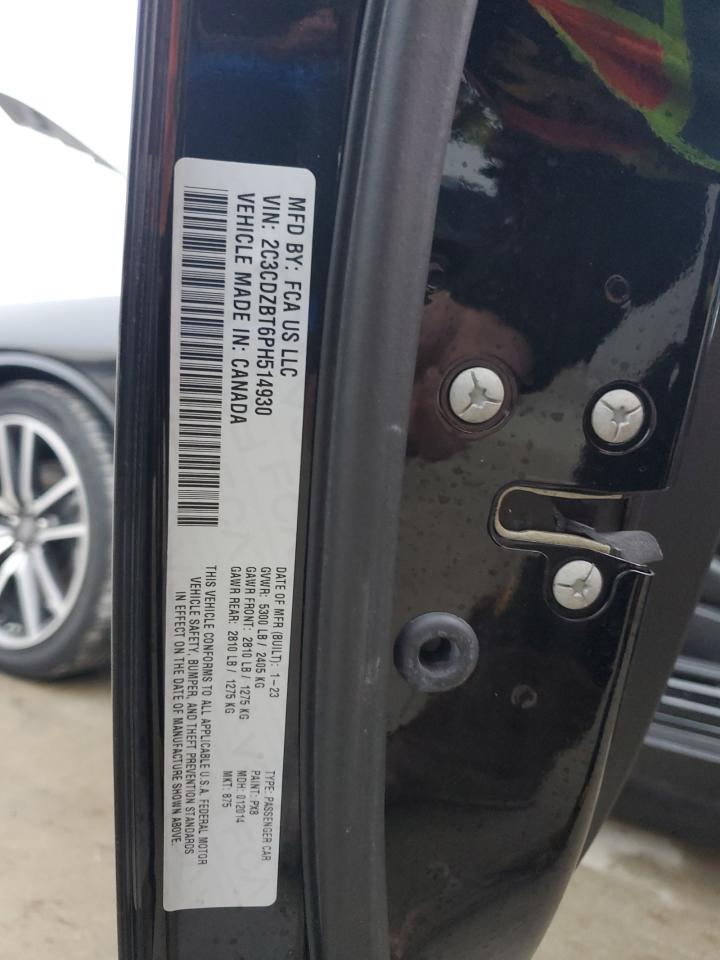 MFD BY: FCA US LLC
VIN: 2C3CDZBT6PH514930
VEHICLE MADE IN: CANADA
DATE OF MFR (BUILT): 1-23
GVWR: 5300 LB / 2405 KG
GAWR FRONT: 2810 LB / 1275 KG
GAWR REAR: 2810 LB / 1275 KG
TYPE: PASSENGER CAR
PAINT: PX8
MDH: 012014
MKT: 875
THIS VEHICLE CONFORMS TO ALL APPLICABLE U.S.A. FEDERAL MOTOR
VEHICLE SAFETY, BUMPER, AND THEFT PREVENTION STANDARDS
IN EFFECT ON THE DATE OF MANUFACTURE SHOWN ABOVE.